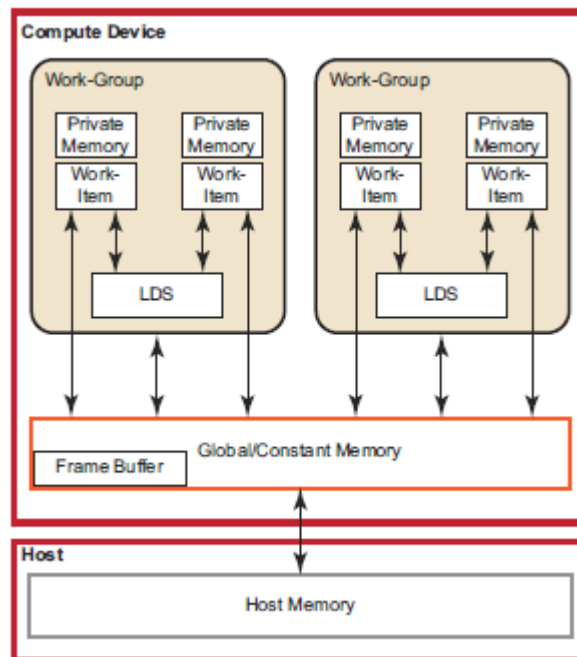 Compute Device
Work-Group
Work-Group
Private
Memory
Private
Memory
Private
Memory
Private
Memory
Work-
Item
Work-
Item
Work-
Item
Work-
Item
LDS
LDS
Global/Constant Memory
Frame Buffer
Host
Host Memory